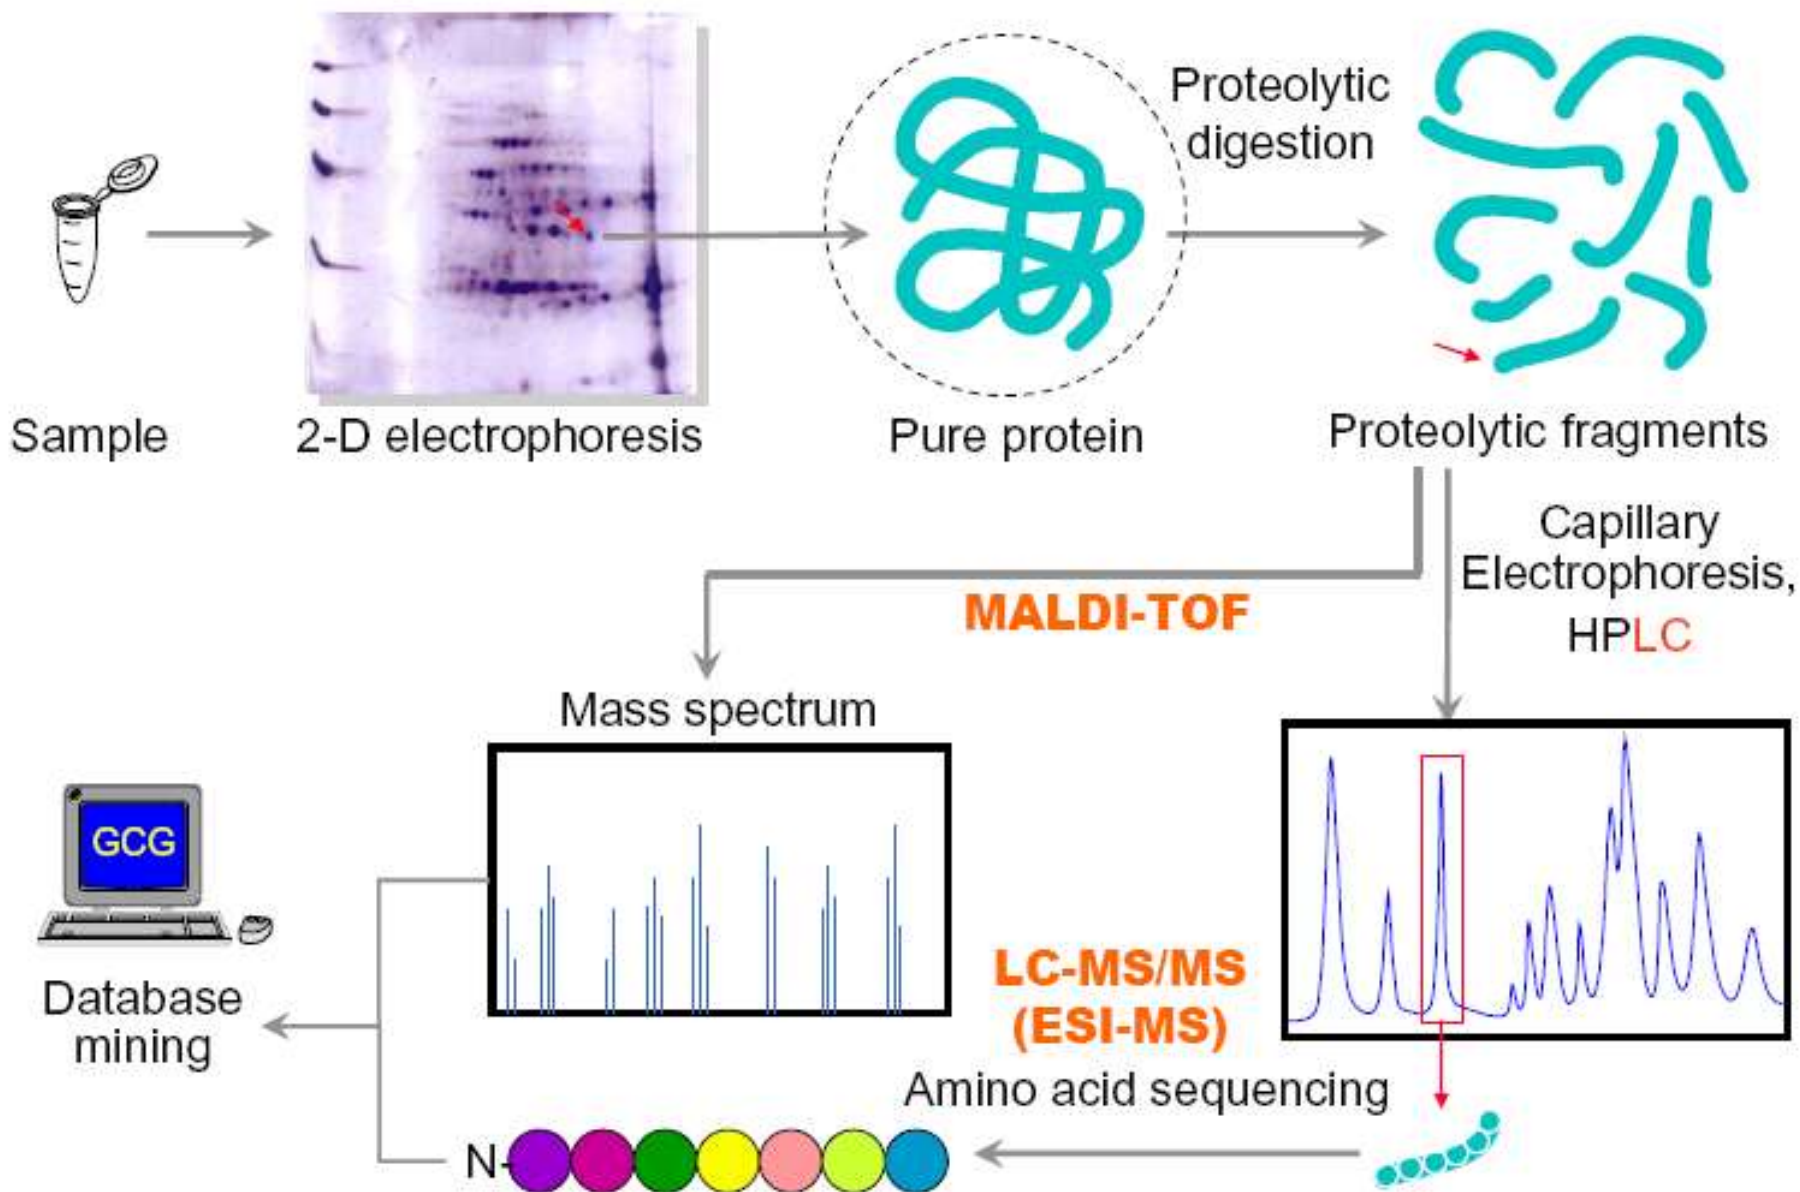 Proteolytic
digestion
Sample
2-D electrophoresis
Pure protein
Proteolytic fragments
Capillary
Electrophoresis,
HPLC
MALDI-TOF
Mass spectrum
GCG
Database
mining
LC-MS/MS
(ESI-MS)
Amino acid sequencing
N-